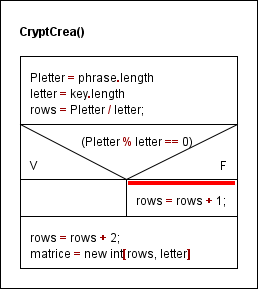 CryptCrea()
Pletter = phrase.length
letter = key.length
rows = Pletter / letter;
(Pletter % letter == 0)
V F
rows = rows + 1;
rows = rows + 2;
matrice = new int[rows, letter]